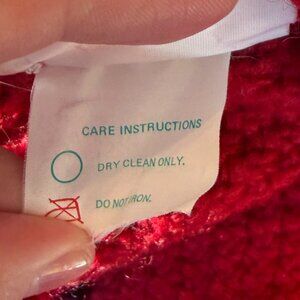 CARE INSTRUCTIONS
DRY CLEAN ONLY.
DO NOT IRON.